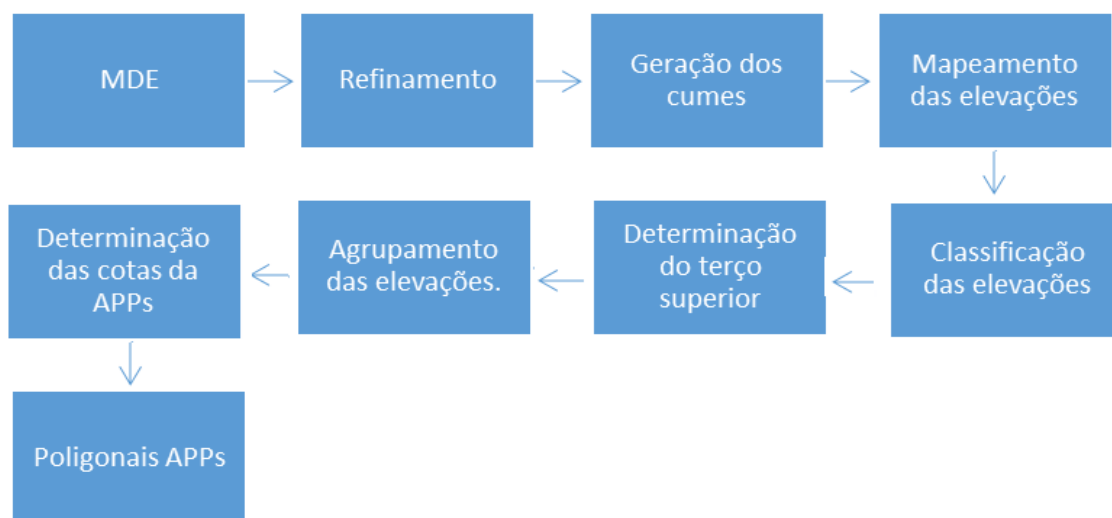 MDE
Refinamento
Geração dos
cumes
Mapeamento
das elevações
Classificação
das elevações
Determinação
do terço
superior
Agrupamento
das elevações.
Determinação
das cotas da
APPs
Poligonais APPs